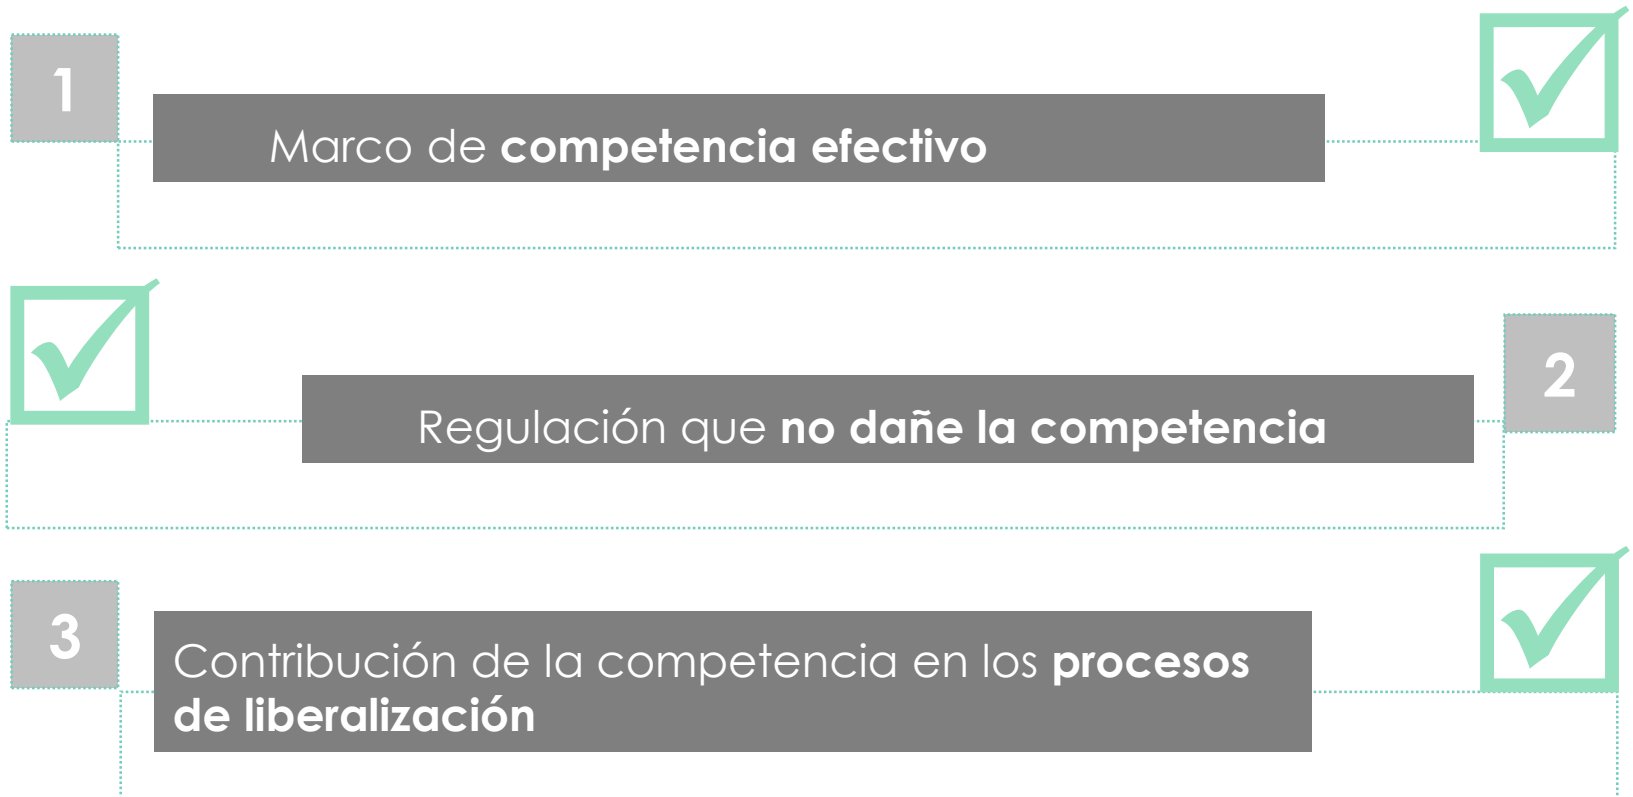 1
Marco de competencia efectivo
Regulación que no dañe la competencia
2
3
Contribución de la competencia en los procesos
de liberalización